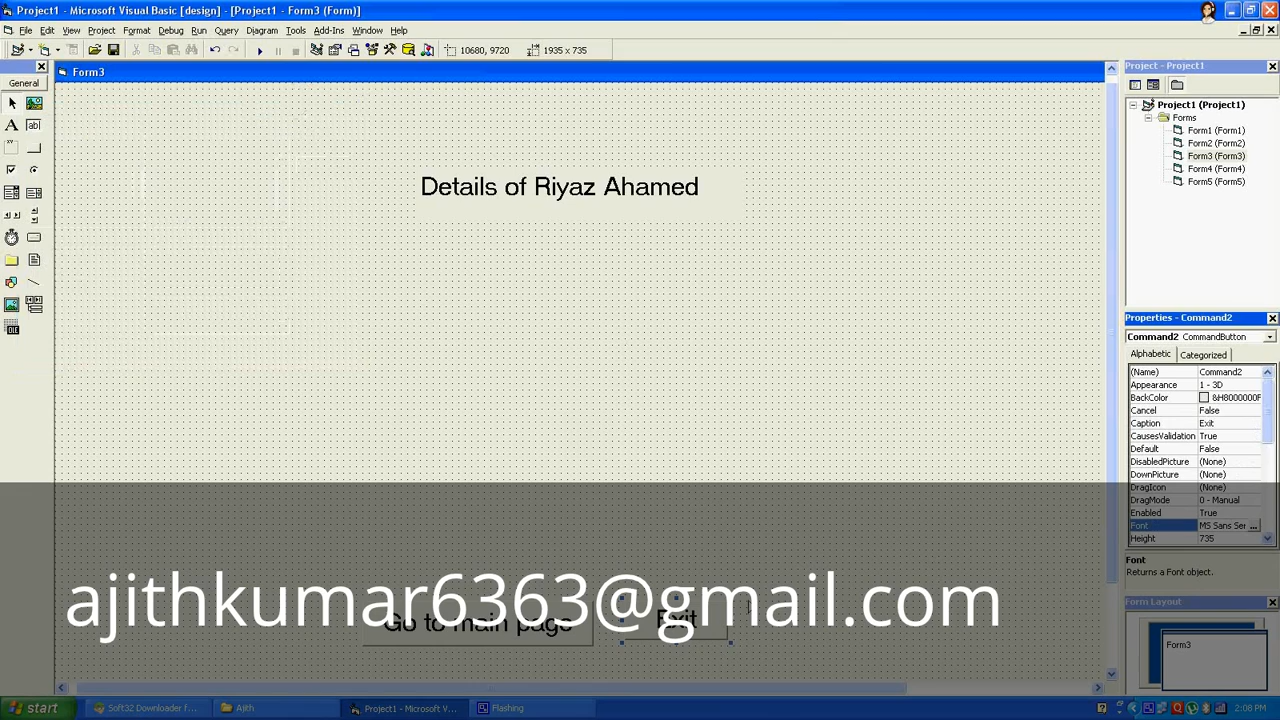 Project1 - Microsoft Visual Basic [design] - [Project1 - Form3 (Form)]
File Edit View Project Format Debug Run Query Diagram Tools Add-Ins Window Help
10680, 9720
1935 x 735
General
Form3
Details of Riyaz Ahamed
Go to main page
Exit
Project - Project1
Project1 (Project1)
Forms
Form1 (Form1)
Form2 (Form2)
Form3 (Form3)
Form4 (Form4)
Form5 (Form5)
Properties - Command2
Command2 CommandButton
Alphabetic Categorized
(Name) Command2
Appearance 1 - 3D
BackColor &H8000000F
Cancel False
Caption Exit
CausesValidation True
Default False
DisabledPicture (None)
DownPicture (None)
DragIcon (None)
DragMode 0 - Manual
Enabled True
Font MS Sans Ser ...
Height 735
Font
Returns a Font object.
Form Layout
Form3
ajithkumar6363@gmail.com
start
Soft32 Downloader f...
Ajith
Project1 - Microsoft V...
Flashing
2:08 PM